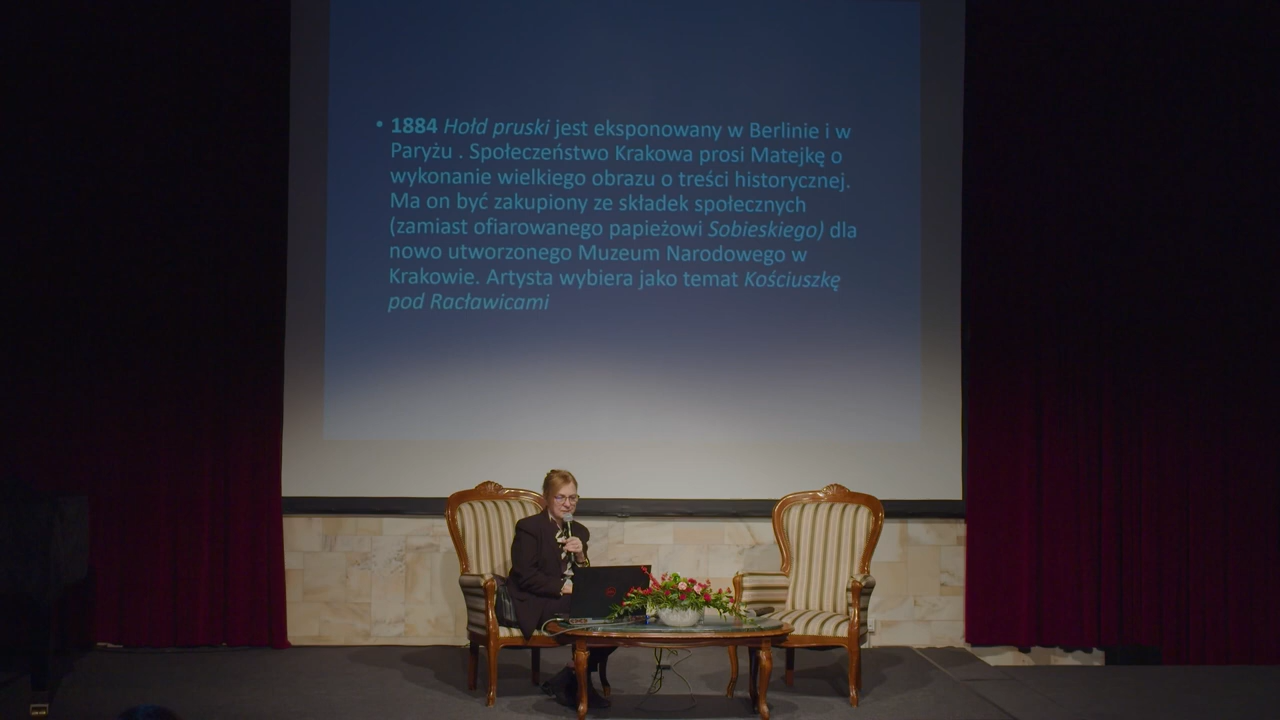 • 1884 Hołd pruski jest eksponowany w Berlinie i w
Paryżu . Społeczeństwo Krakowa prosi Matejkę o
wykonanie wielkiego obrazu o treści historycznej.
Ma on być zakupiony ze składek społecznych
(zamiast ofiarowanego papieżowi Sobieskiego) dla
nowo utworzonego Muzeum Narodowego w
Krakowie. Artysta wybiera jako temat Kościuszkę
pod Racławicami